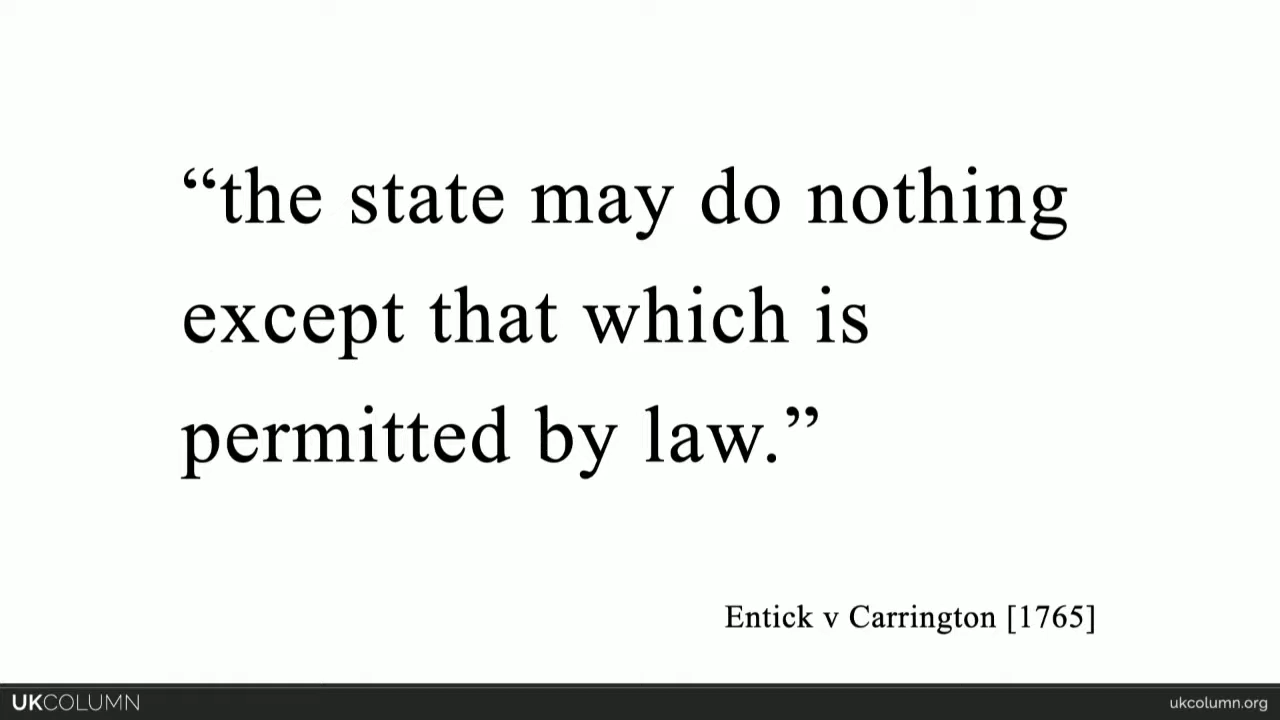 “the state may do nothing
except that which is
permitted by law.”
Entick v Carrington [1765]
UKCOLUMN
ukcolumn.org